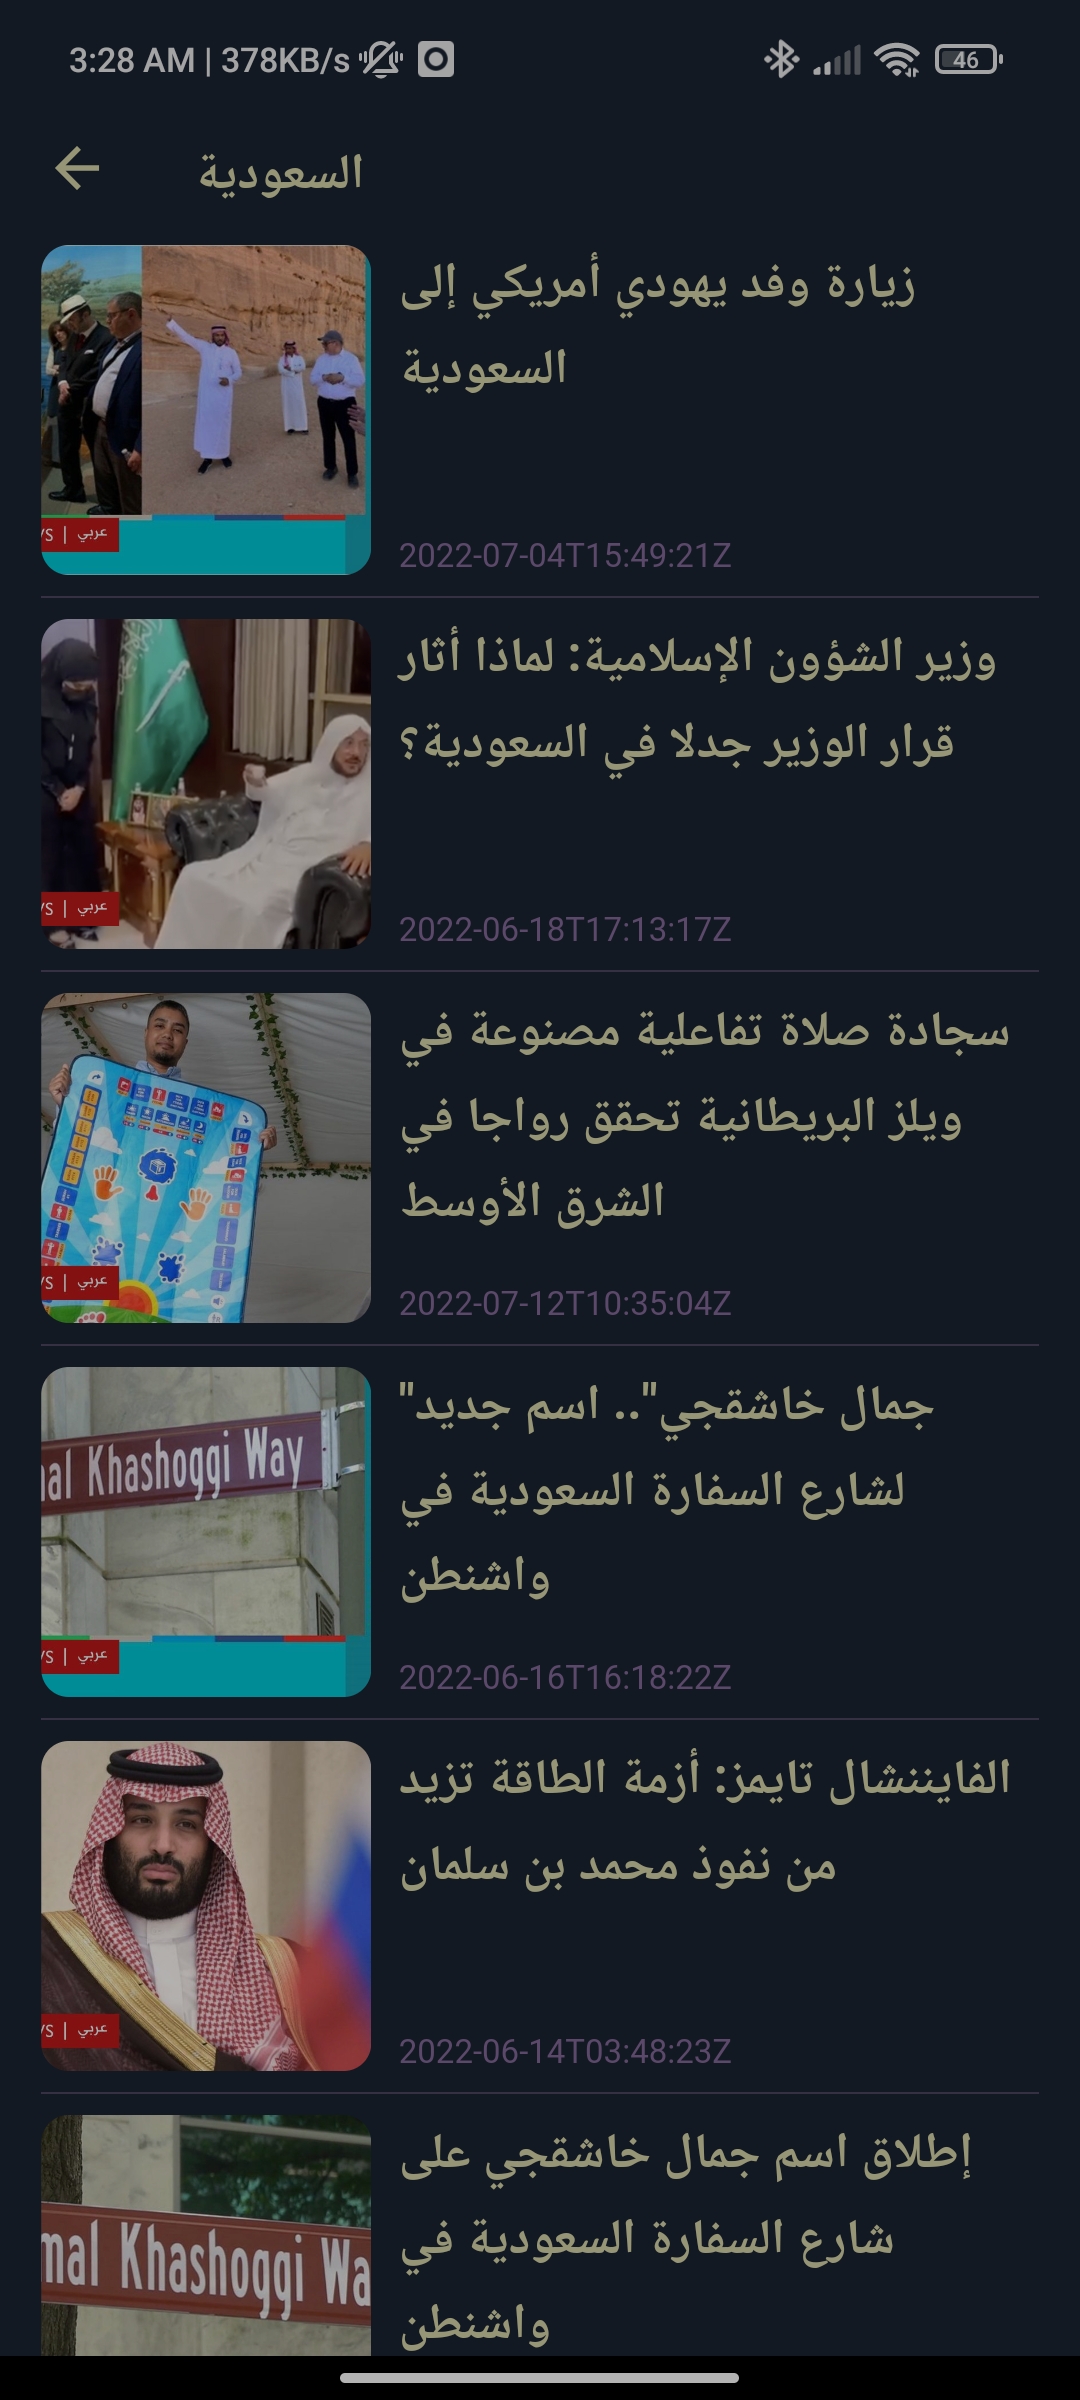 3:28 AM | 378KB/s
46
السعودية
زيارة وفد يهودي أمريكي إلى
السعودية
عربي
2022-07-04T15:49:21Z
وزير الشؤون الإسلامية: لماذا أثار
قرار الوزير جدلا في السعودية؟
عربي
2022-06-18T17:13:17Z
سجادة صلاة تفاعلية مصنوعة في
ويلز البريطانية تحقق رواجا في
الشرق الأوسط
عربي
2022-07-12T10:35:04Z
جمال خاشقجي".. اسم جديد"
لشارع السفارة السعودية في
واشنطن
Khashoggi Way
عربي
2022-06-16T16:18:22Z
الفايننشال تايمز: أزمة الطاقة تزيد
من نفوذ محمد بن سلمان
عربي
2022-06-14T03:48:23Z
إطلاق اسم جمال خاشقجي على
شارع السفارة السعودية في
واشنطن
mal Khashoggi Wa